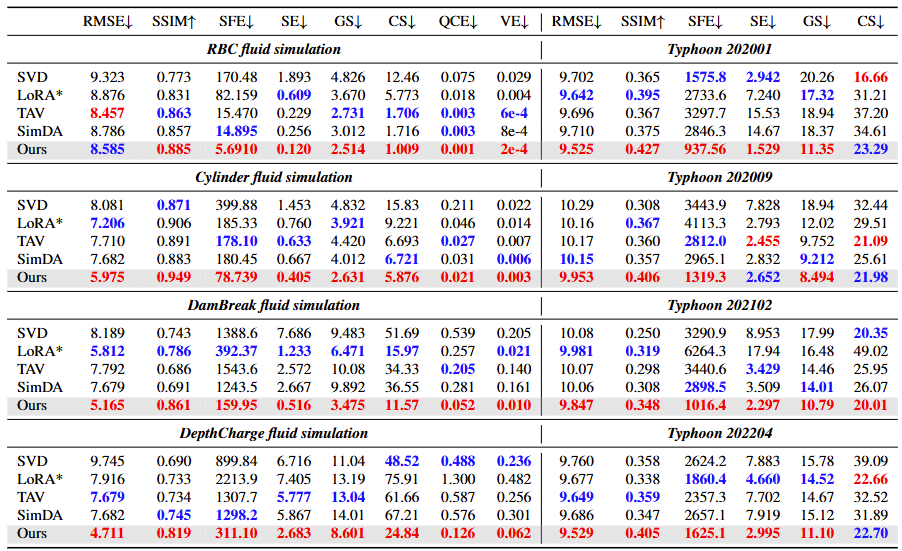 RMSE↓ SSIM↑ SFE↓ SE↓ GS↓ CS↓ QCE↓ VE↓ RMSE↓ SSIM↑ SFE↓ SE↓ GS↓ CS↓
RBC fluid simulation Typhoon 202001
SVD 9.323 0.773 170.48 1.893 4.826 12.46 0.075 0.029 9.702 0.365 1575.8 2.942 20.26 16.66
LoRA* 8.876 0.831 82.159 0.609 3.670 5.773 0.018 0.004 9.642 0.395 2733.6 7.240 17.32 31.21
TAV 8.457 0.863 15.470 0.229 2.731 1.706 0.003 6e-4 9.696 0.367 3297.7 15.53 18.94 37.20
SimDA 8.786 0.857 14.895 0.256 3.012 1.716 0.003 8e-4 9.710 0.375 2846.3 14.67 18.37 34.61
Ours 8.585 0.885 5.6910 0.120 2.514 1.009 0.001 2e-4 9.525 0.427 937.56 1.529 11.35 23.29
Cylinder fluid simulation Typhoon 202009
SVD 8.081 0.871 399.88 1.453 4.832 15.83 0.211 0.022 10.29 0.308 3443.9 7.828 18.94 32.44
LoRA* 7.206 0.906 185.33 0.760 3.921 9.221 0.046 0.014 10.16 0.367 4113.3 2.793 12.02 29.51
TAV 7.710 0.891 178.10 0.633 4.420 6.693 0.027 0.007 10.17 0.360 2812.0 2.455 9.752 21.09
SimDA 7.682 0.883 180.45 0.667 4.012 6.721 0.031 0.006 10.15 0.357 2965.1 2.832 9.212 25.61
Ours 5.975 0.949 78.739 0.405 2.631 5.876 0.021 0.003 9.953 0.406 1319.3 2.652 8.494 21.98
DamBreak fluid simulation Typhoon 202102
SVD 8.189 0.743 1388.6 7.686 9.483 51.69 0.539 0.205 10.08 0.250 3290.9 8.953 17.99 20.35
LoRA* 5.812 0.786 392.37 1.233 6.471 15.97 0.257 0.021 9.981 0.319 6264.3 17.94 16.48 49.02
TAV 7.792 0.686 1543.6 2.572 10.08 34.33 0.205 0.140 10.07 0.298 3440.6 3.429 14.46 25.95
SimDA 7.679 0.691 1243.5 2.667 9.892 36.55 0.281 0.161 10.06 0.308 2898.5 3.509 14.01 26.07
Ours 5.165 0.861 159.95 0.516 3.475 11.57 0.052 0.010 9.847 0.348 1016.4 2.297 10.79 20.01
DepthCharge fluid simulation Typhoon 202204
SVD 9.745 0.690 899.84 6.716 11.04 48.52 0.488 0.236 9.760 0.358 2624.2 7.883 15.78 39.09
LoRA* 7.916 0.733 2213.9 7.405 13.19 75.91 1.300 0.482 9.677 0.338 1860.4 4.660 14.52 22.66
TAV 7.679 0.734 1307.7 5.777 13.04 61.66 0.587 0.256 9.649 0.359 2357.3 7.702 14.67 32.52
SimDA 7.682 0.745 1298.2 5.867 14.01 67.21 0.576 0.301 9.686 0.347 2657.1 7.919 15.12 31.89
Ours 4.711 0.819 311.10 2.683 8.601 24.84 0.126 0.062 9.529 0.405 1625.1 2.995 11.10 22.70